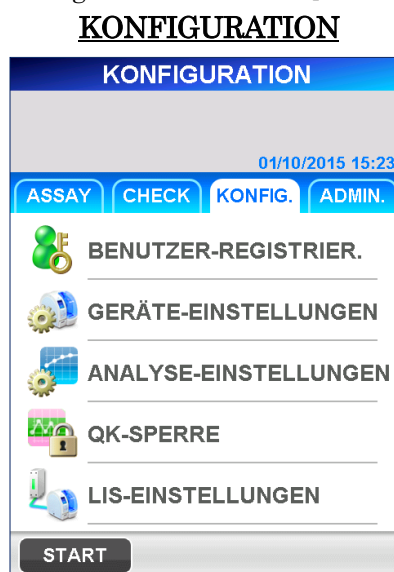 KONFIGURATION
KONFIGURATION
01/10/2015 15:23
ASSAY CHECK KONFIG. ADMIN.
BENUTZER-REGISTRIER.
GERÄTE-EINSTELLUNGEN
ANALYSE-EINSTELLUNGEN
QK-SPERRE
LIS-EINSTELLUNGEN
START